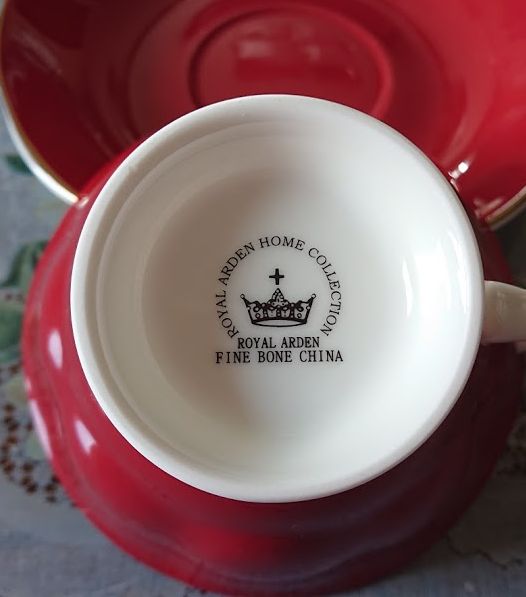 ROYAL ARDEN HOME COLLECTION
ROYAL ARDEN
FINE BONE CHINA